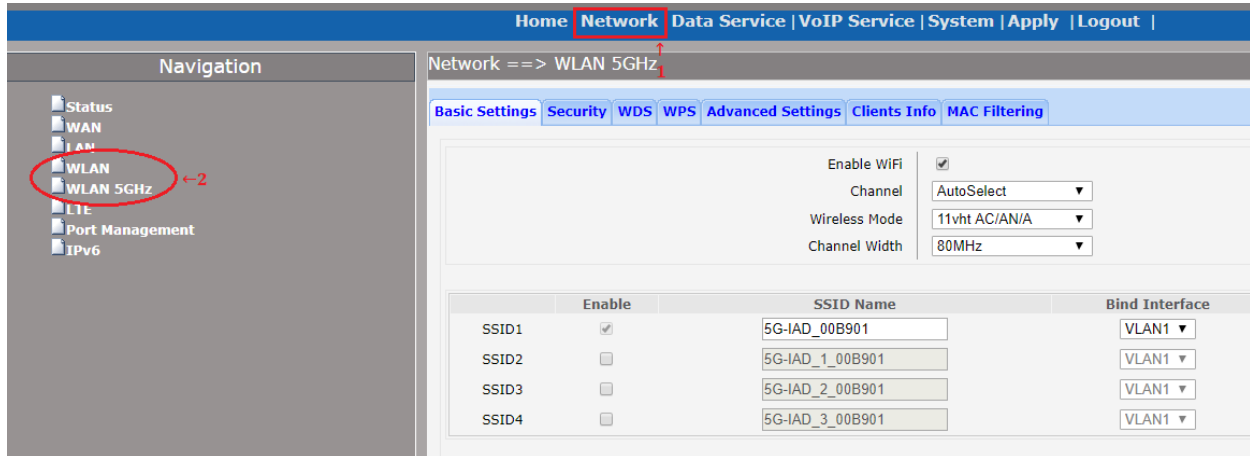 Home | Network | Data Service | VoIP Service | System | Apply | Logout |
↑
1
Navigation
Status
WAN
LAN
WLAN
WLAN 5GHz
←2
LTE
Port Management
IPv6
Network ==> WLAN 5GHz
Basic Settings Security WDS WPS Advanced Settings Clients Info MAC Filtering
Enable WiFi
Channel AutoSelect
Wireless Mode 11vht AC/AN/A
Channel Width 80MHz
Enable SSID Name Bind Interface
SSID1 5G-IAD_00B901 VLAN1
SSID2 5G-IAD_1_00B901 VLAN1
SSID3 5G-IAD_2_00B901 VLAN1
SSID4 5G-IAD_3_00B901 VLAN1